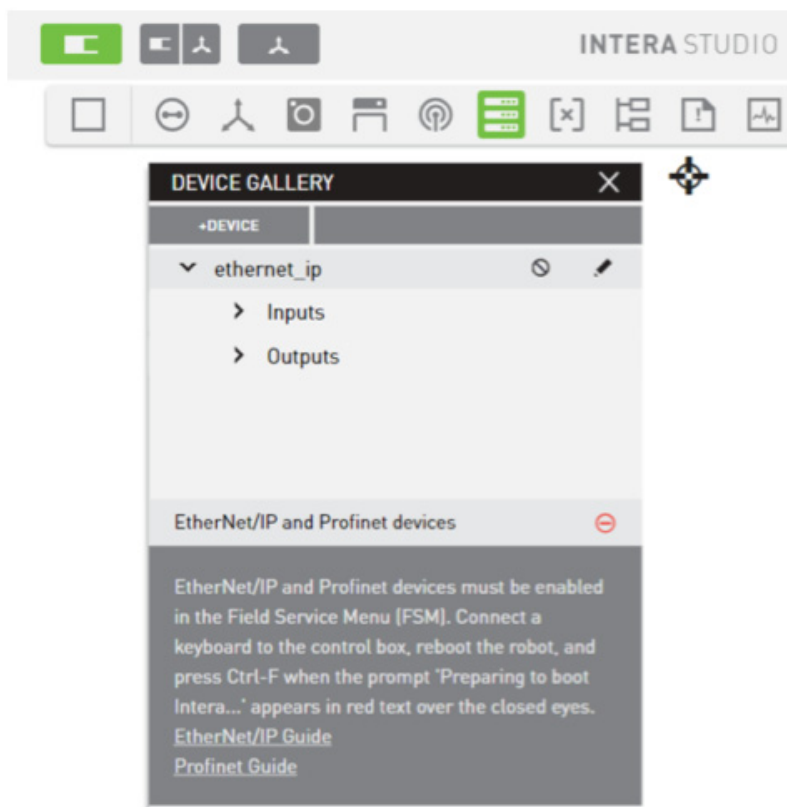 INTERA STUDIO
DEVICE GALLERY
+DEVICE
ethernet_ip
Inputs
Outputs
EtherNet/IP and Profinet devices
EtherNet/IP and Profinet devices must be enabled
in the Field Service Menu (FSM). Connect a
keyboard to the control box, reboot the robot, and
press Ctrl-F when the prompt 'Preparing to boot
Intera...' appears in red text over the closed eyes.
EtherNet/IP Guide
Profinet Guide